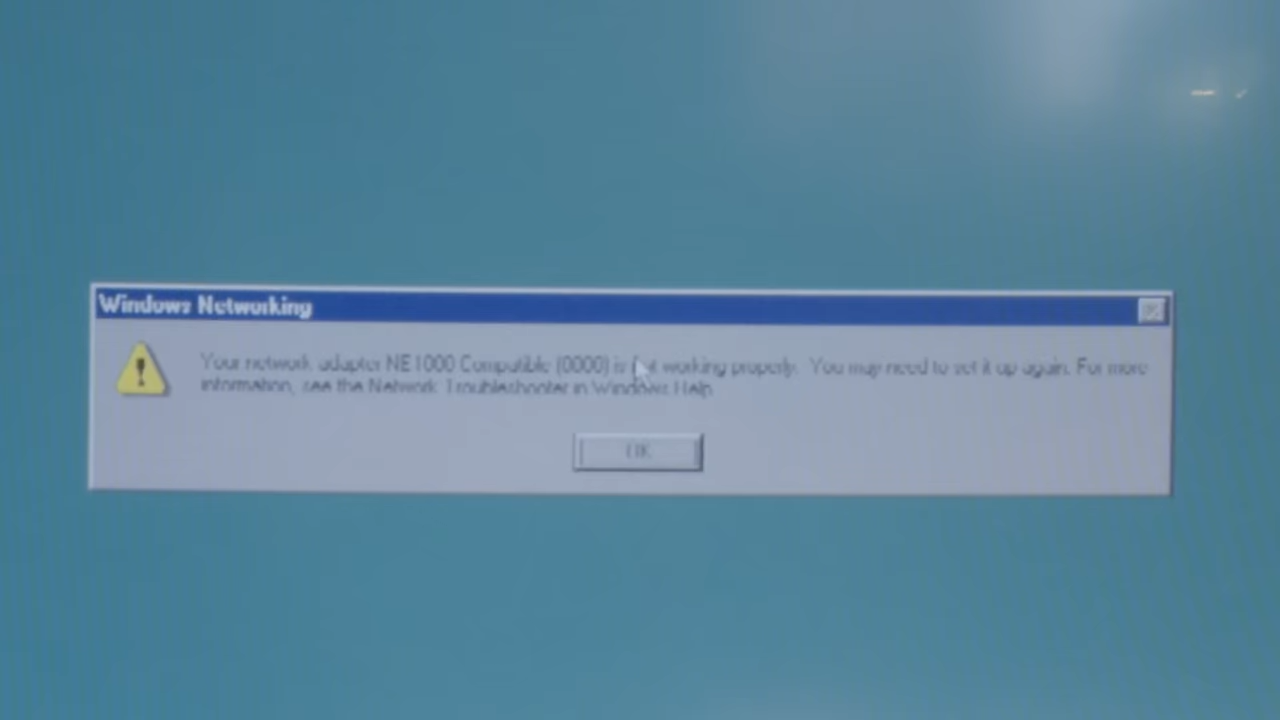 Windows Networking
Your network adapter NE1000 Compatible (0000) is not working properly. You may need to set it up again. For more
information, see the Network Troubleshooter in Windows Help.
OK